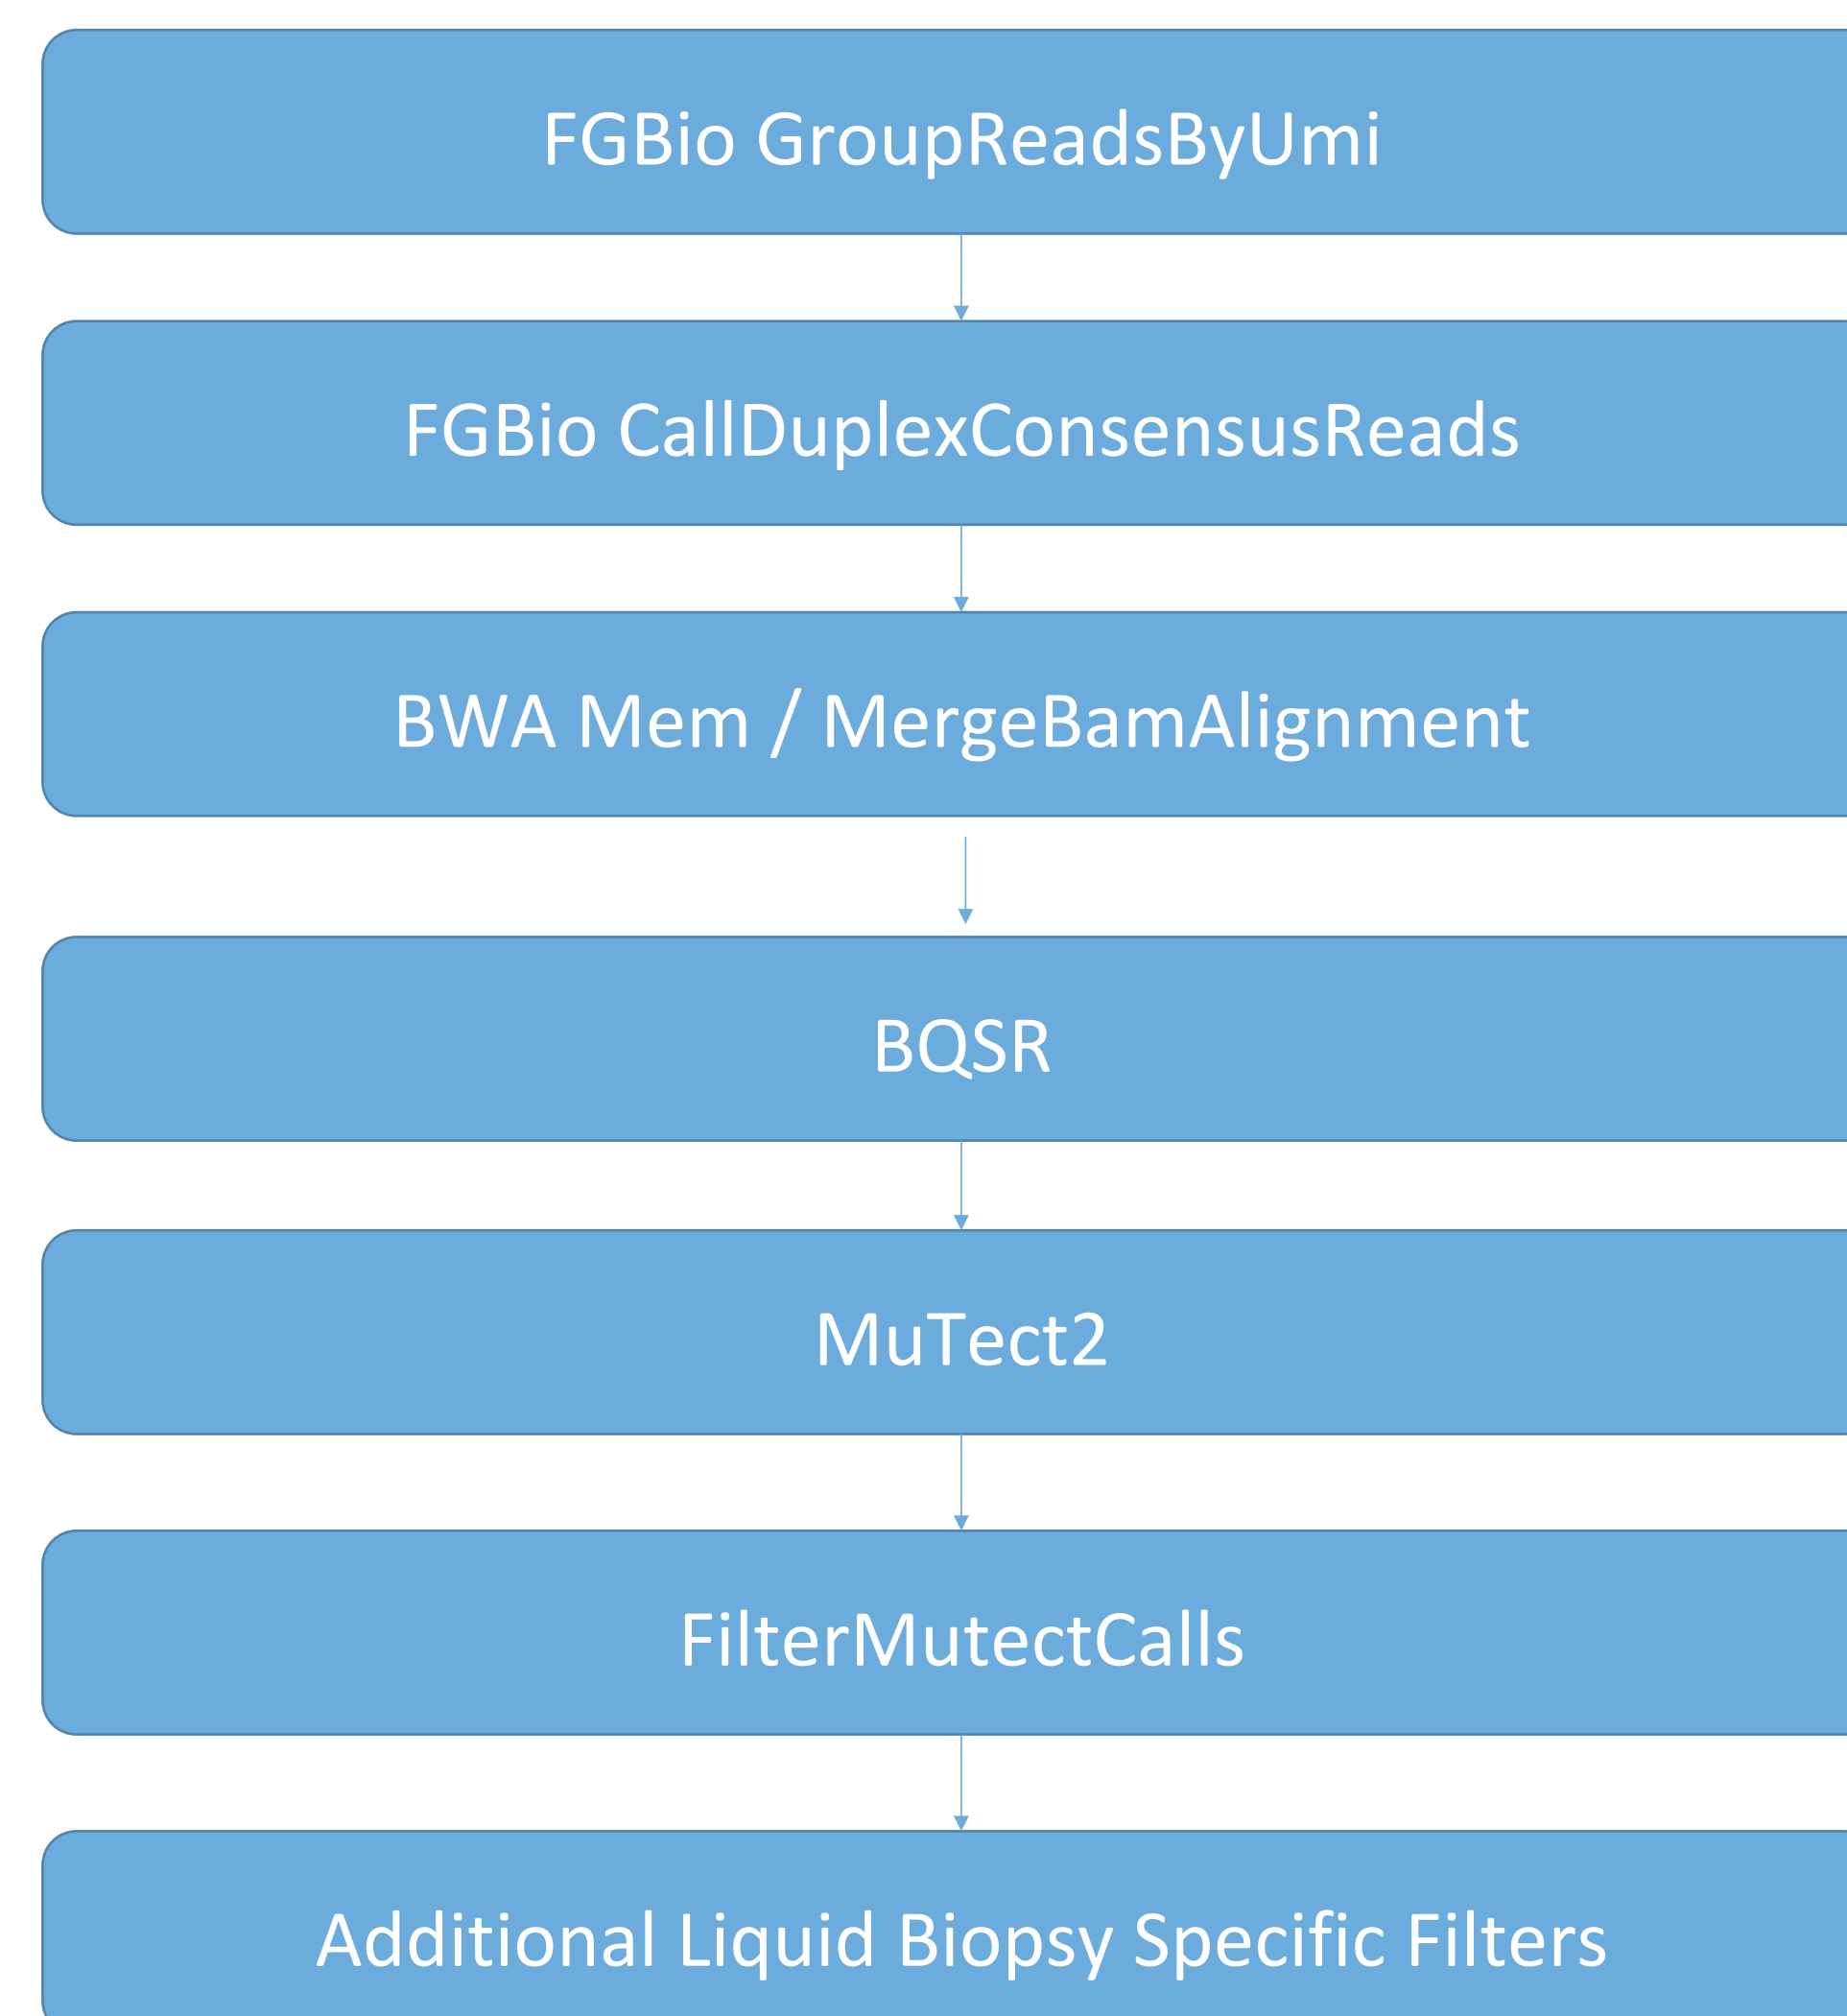 FGBio GroupReadsByUmi
FGBio CallDuplexConsensusReads
BWA Mem / MergeBamAlignment
BQSR
MuTect2
FilterMutectCalls
Additional Liquid Biopsy Specific Filters